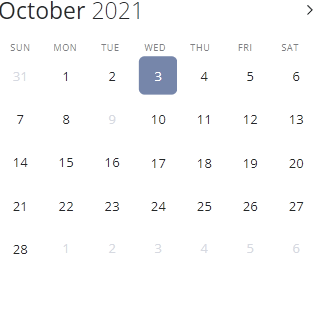 October 2021
SUN MON TUE WED THU FRI SAT
31 1 2 3 4 5 6
7 8 9 10 11 12 13
14 15 16 17 18 19 20
21 22 23 24 25 26 27
28 1 2 3 4 5 6